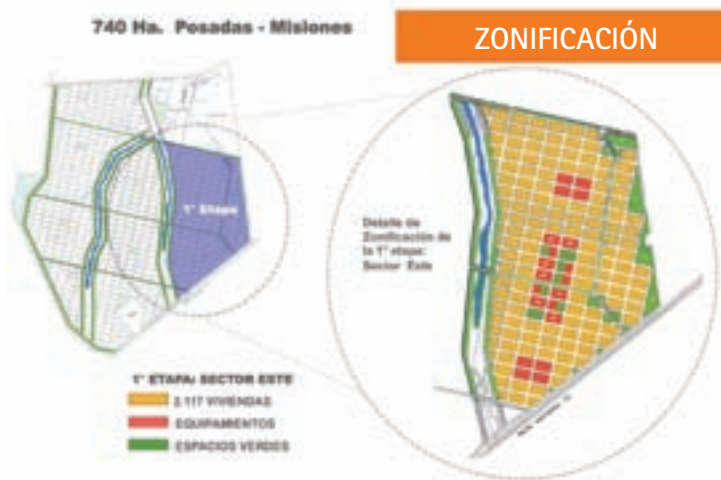 740 Ha. Posadas - Misiones
ZONIFICACIÓN
1° Etapa
Detalle de
Zonificación de
la 1° etapa:
Sector Este
1° ETAPA: SECTOR ESTE
2.117 VIVIENDAS
EQUIPAMIENTOS
ESPACIOS VERDES